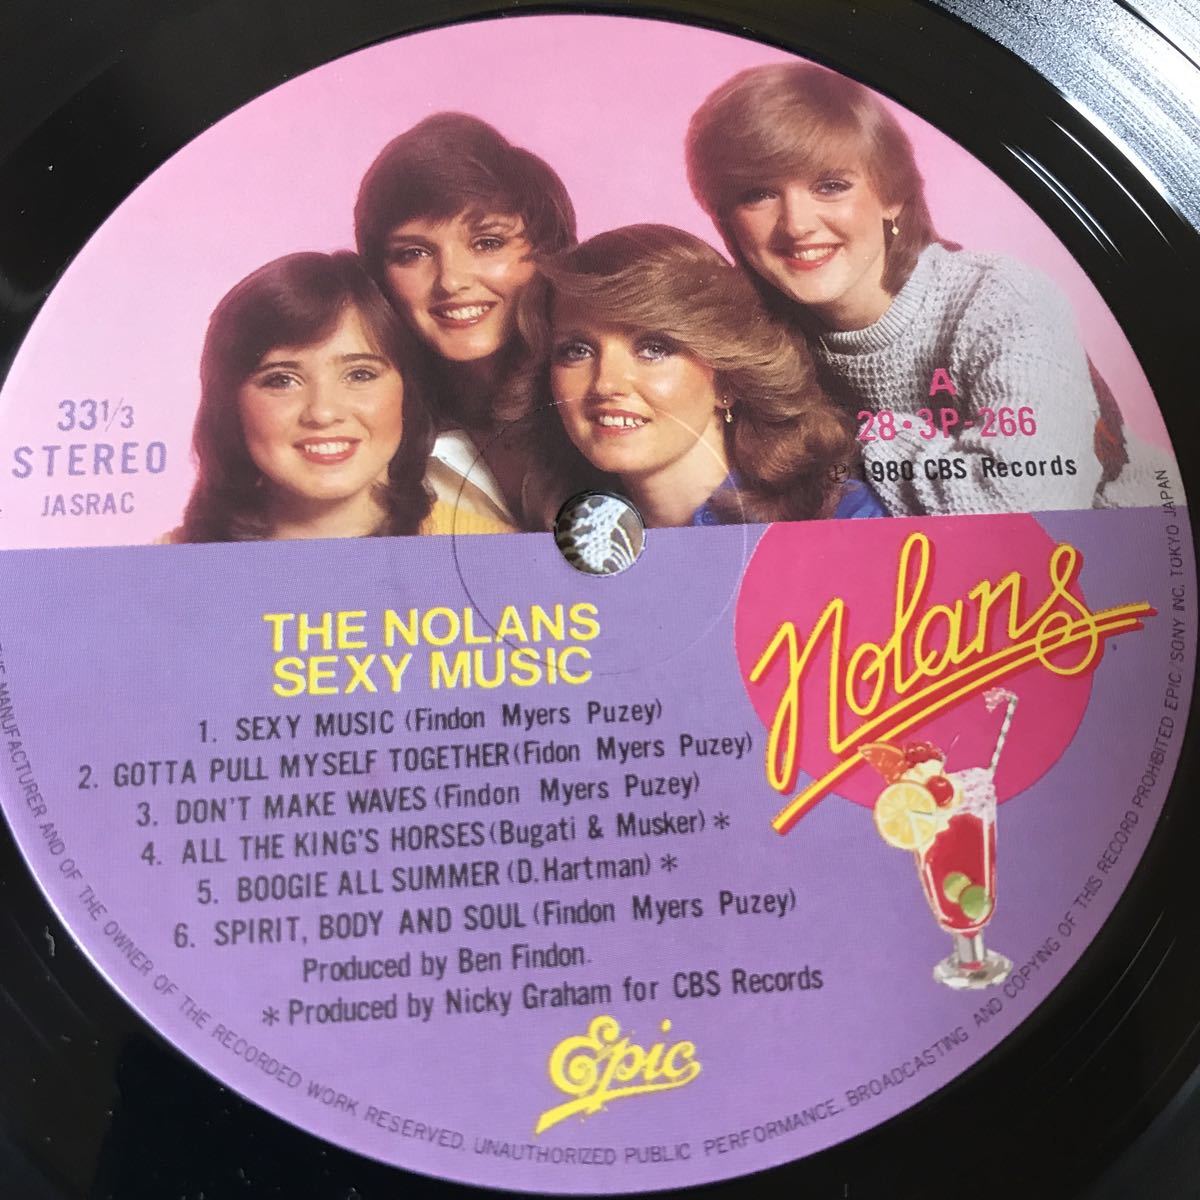 33 1/3
STEREO
JASRAC
A
28・3P-266
Ⓟ 1980 CBS Records
Nolans
THE NOLANS
SEXY MUSIC
1. SEXY MUSIC (Findon Myers Puzey)
2. GOTTA PULL MYSELF TOGETHER (Fidon Myers Puzey)
3. DON'T MAKE WAVES (Findon Myers Puzey)
4. ALL THE KING'S HORSES (Bugati & Musker) *
5. BOOGIE ALL SUMMER (D. Hartman) *
6. SPIRIT, BODY AND SOUL (Findon Myers Puzey)
Produced by Ben Findon.
* Produced by Nicky Graham for CBS Records
Epic
THE MANUFACTURER AND OF THE OWNER OF THE RECORDED WORK RESERVED. UNAUTHORIZED PUBLIC PERFORMANCE. BROADCASTING AND COPYING OF THIS RECORD PROHIBITED EPIC/SONY INC. TOKYO JAPAN